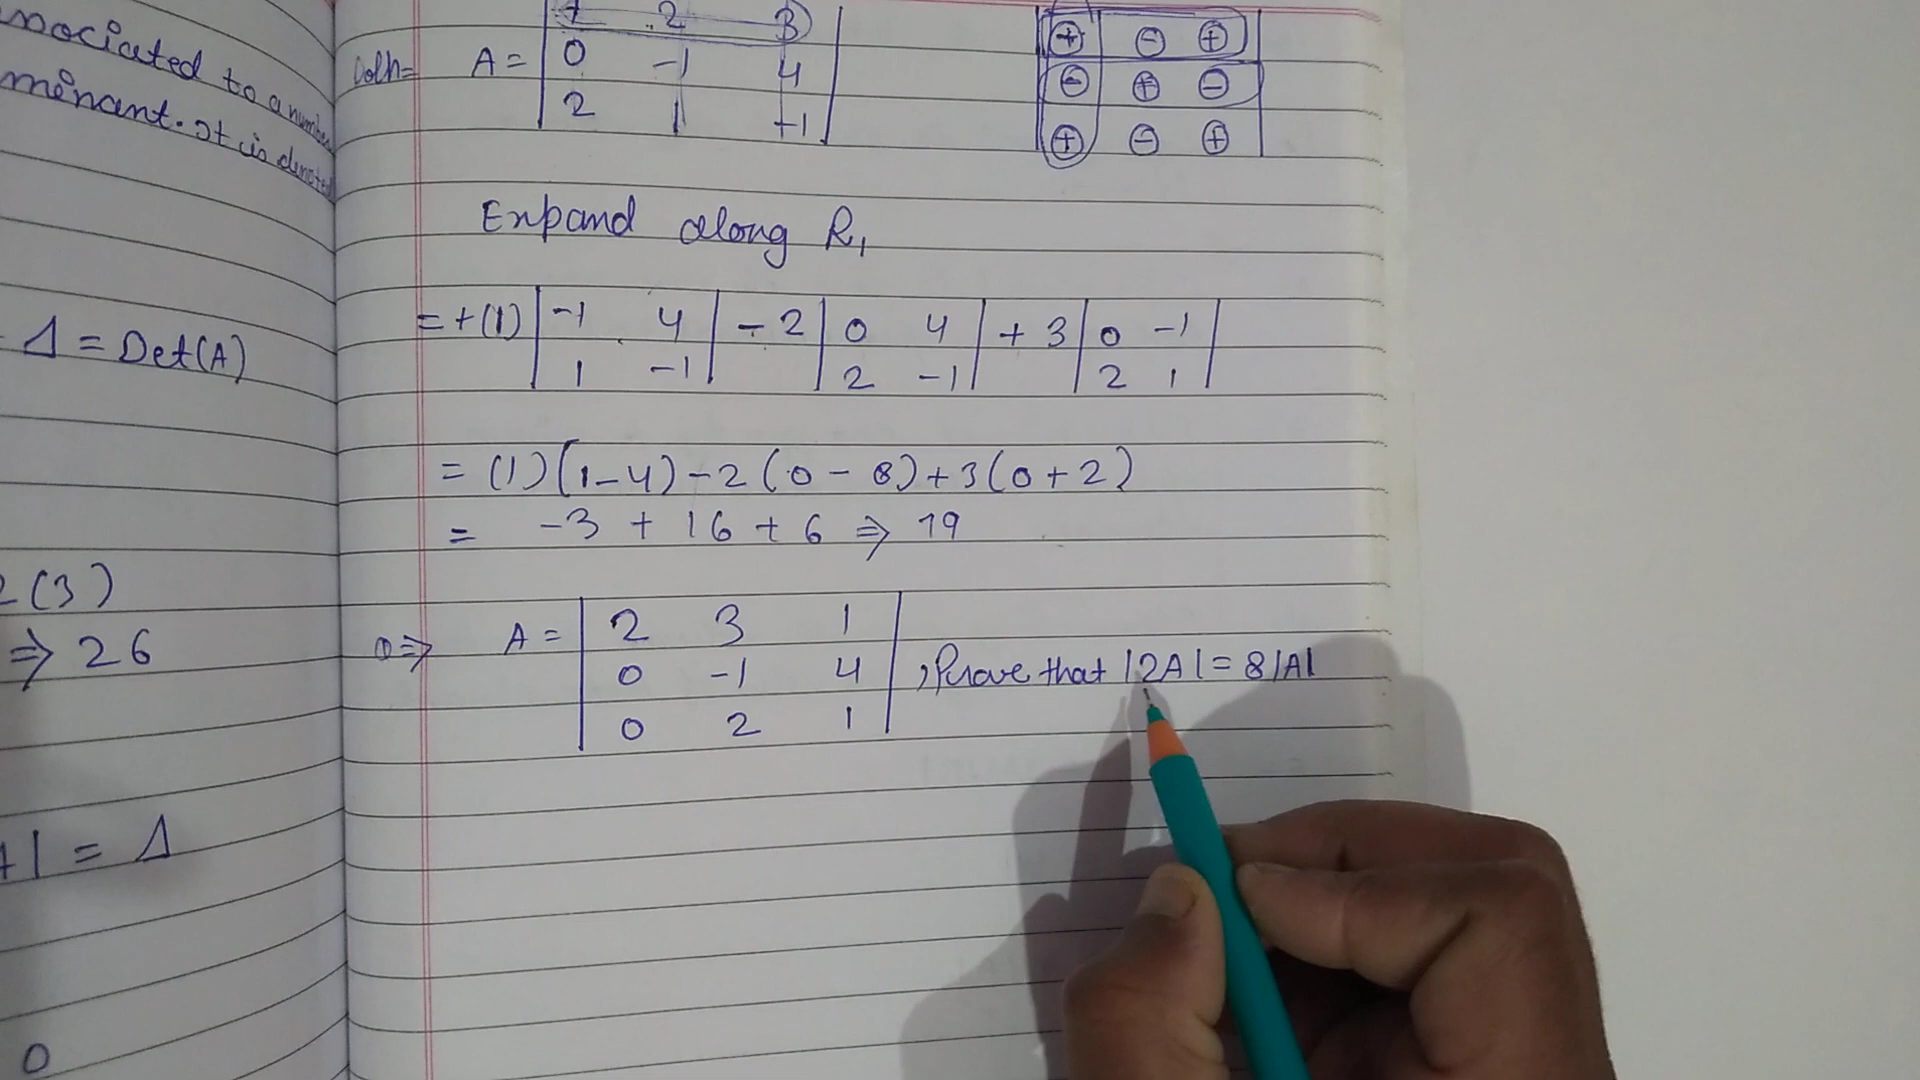 ssociated to a number
minant. It is denoted
Δ = Det(A)
2(3)
⇒ 26
A| = Δ
0
1 2 3
Solh= A = 0 -1 4
2 1 +1
+ - +
- + -
+ - +
Expand along R₁
= +(1) | -1 4 | - 2 | 0 4 | + 3 | 0 -1 |
| 1 -1 | | 2 -1 | | 2 1 |
= (1)(1-4)-2(0-8)+3(0+2)
= -3 + 16 + 6 ⇒ 19
Q⇒ A = | 2 3 1 |
| 0 -1 4 | , Prove that |2A| = 8|A|
| 0 2 1 |